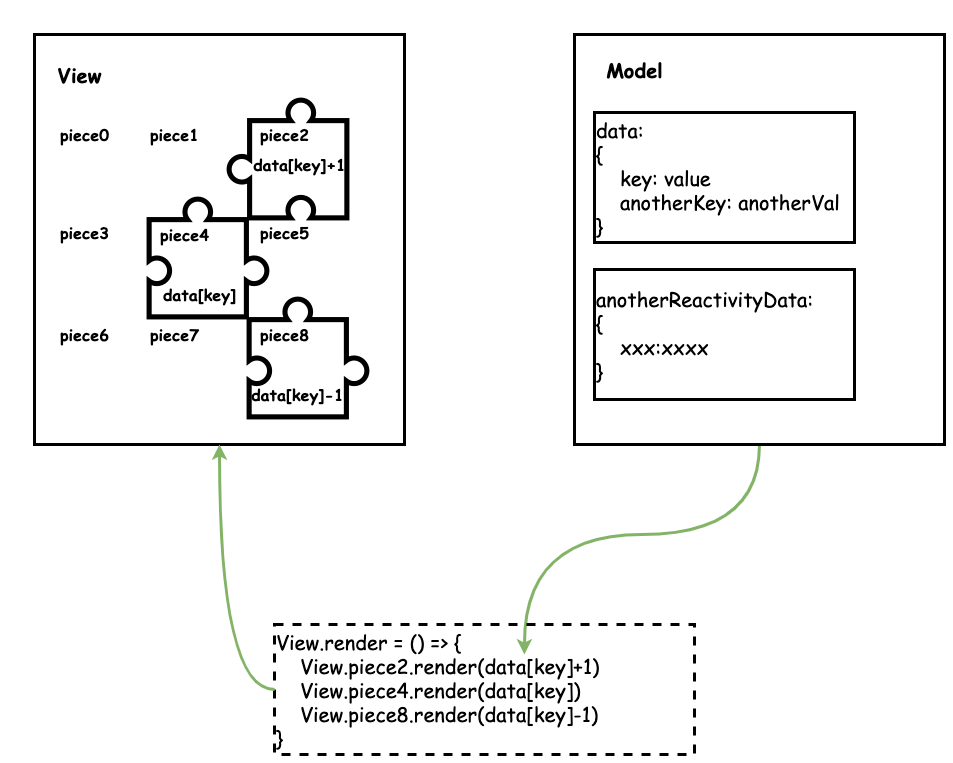 View
piece0 piece1 piece2
data[key]+1
piece3 piece4 piece5
data[key]
piece6 piece7 piece8
data[key]-1
Model
data:
{
key: value
anotherKey: anotherVal
}
anotherReactivityData:
{
xxx:xxxx
}
View.render = () => {
View.piece2.render(data[key]+1)
View.piece4.render(data[key])
View.piece8.render(data[key]-1)
}